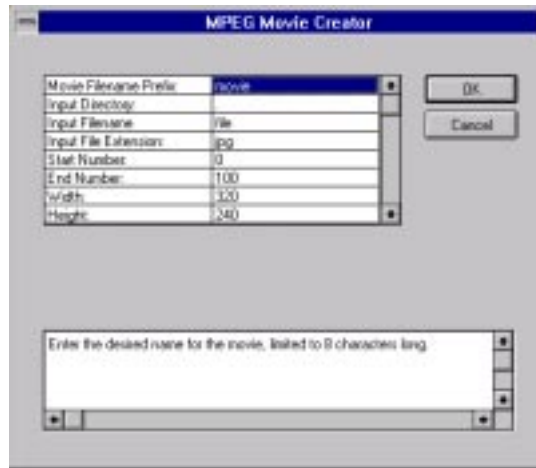 MPEG Movie Creator
Movie Filename Prefix: movie
Input Directory: .
Input Filename file
Input File Extension: jpg
Start Number: 0
End Number: 100
Width: 320
Height: 240
OK
Cancel
Enter the desired name for the movie, limited to 8 characters long.